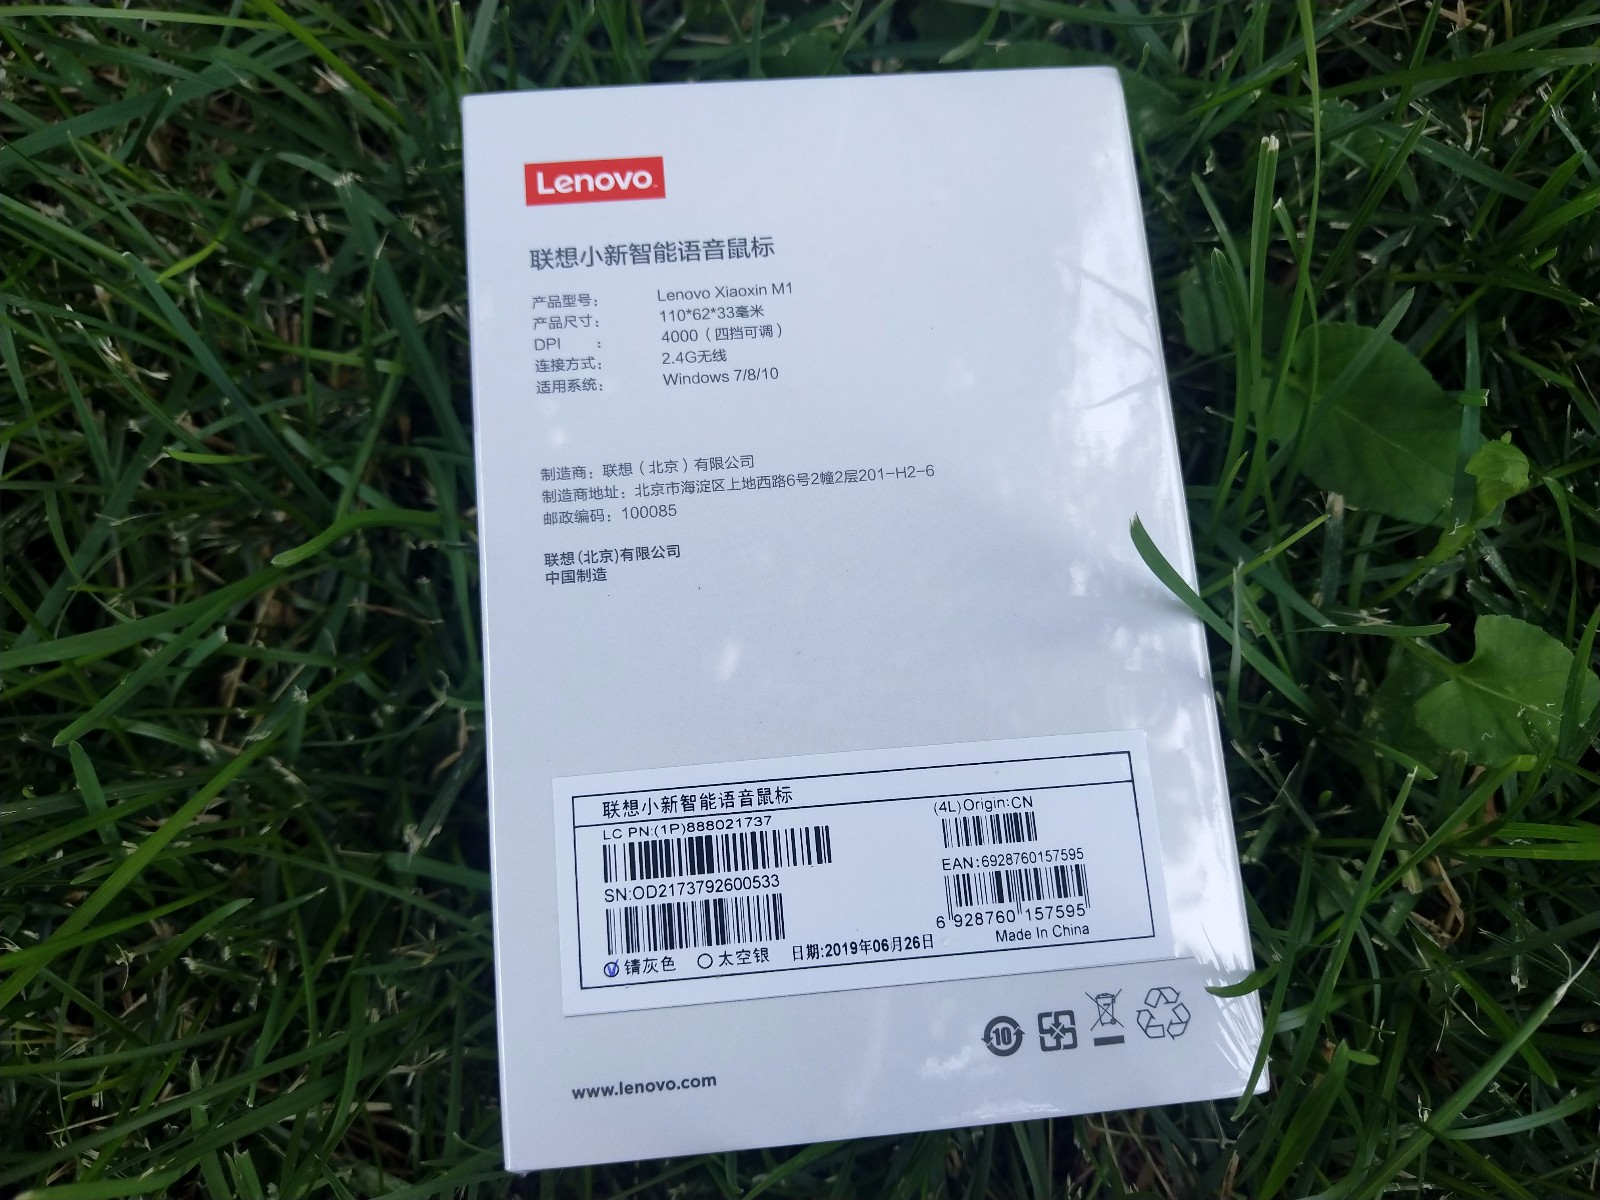 Lenovo
联想小新智能语音鼠标
产品型号: Lenovo Xiaoxin M1
产品尺寸: 110*62*33毫米
DPI : 4000（四挡可调）
连接方式: 2.4G无线
适用系统: Windows 7/8/10
制造商: 联想（北京）有限公司
制造商地址: 北京市海淀区上地西路6号2幢2层201-H2-6
邮政编码: 100085
联想(北京)有限公司
中国制造
联想小新智能语音鼠标
LC PN:(1P)888021737
(4L)Origin:CN
SN:OD2173792600533
EAN:6928760157595
6 928760 157595
锖灰色 太空银 日期:2019年06月26日
Made In China
10
www.lenovo.com